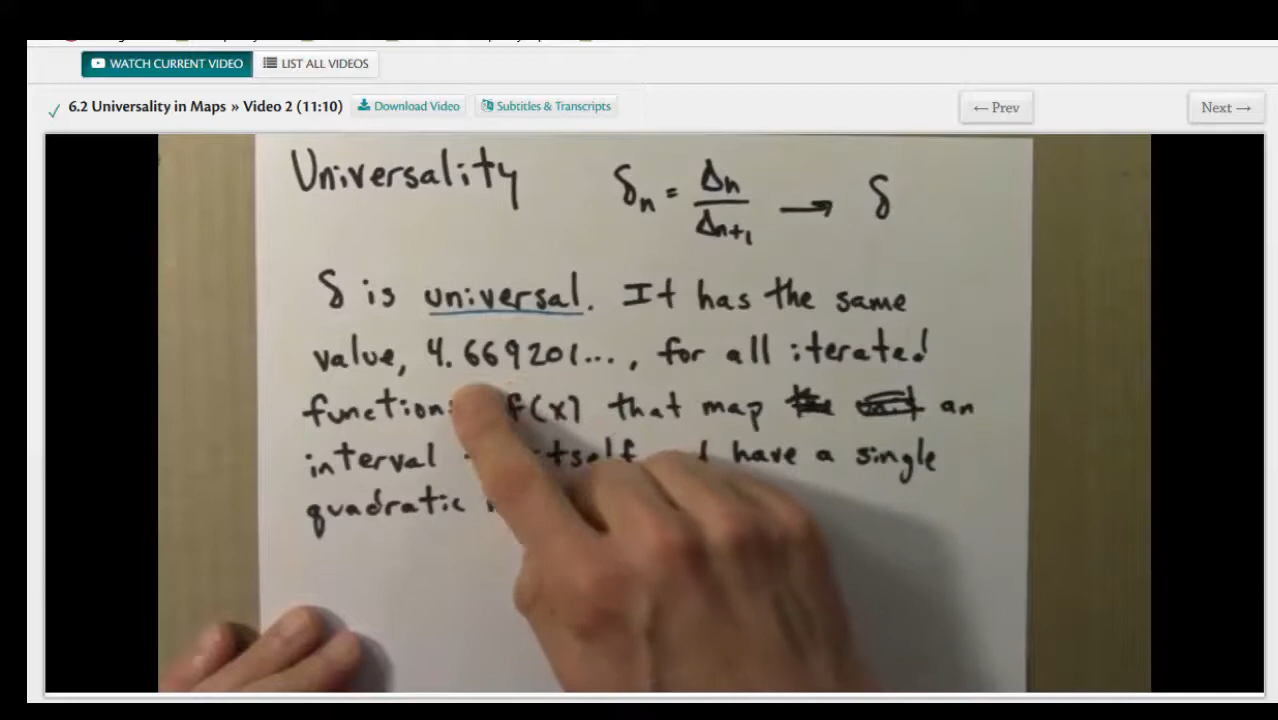 WATCH CURRENT VIDEO LIST ALL VIDEOS
6.2 Universality in Maps » Video 2 (11:10) Download Video Subtitles & Transcripts ← Prev Next →
Universality δn = Δn / Δn+1 → δ
δ is universal. It has the same
value, 4.669201..., for all iterated
function f(x) that map an
interval itself have a single
quadratic